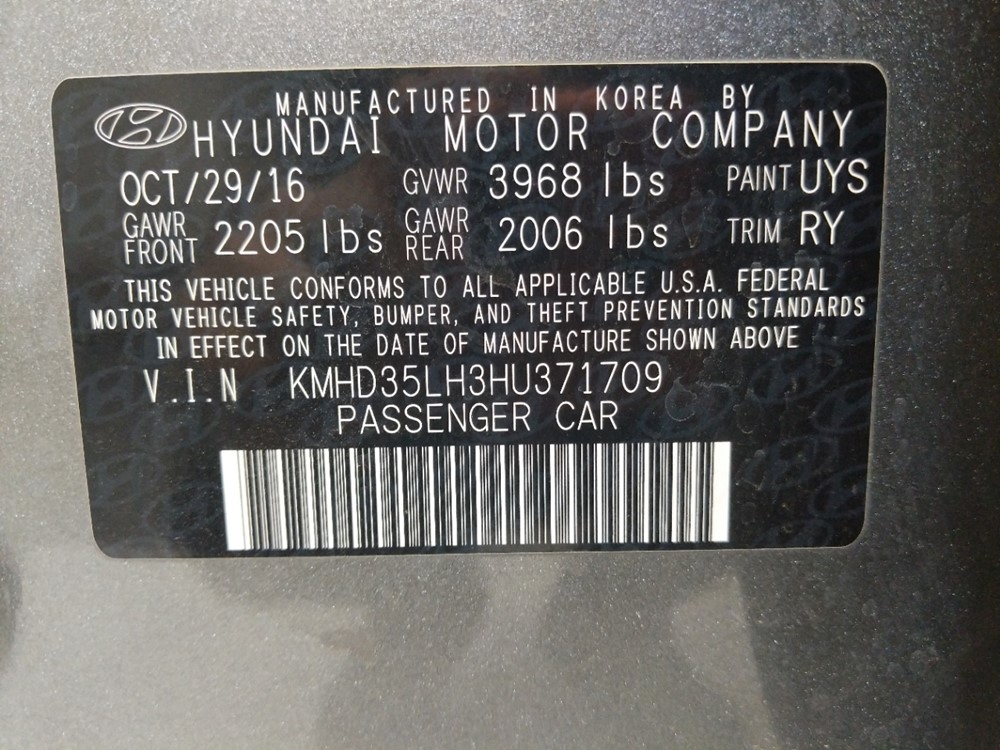 MANUFACTURED IN KOREA BY
HYUNDAI MOTOR COMPANY
OCT/29/16 GVWR 3968 lbs PAINT UYS
GAWR FRONT 2205 lbs GAWR REAR 2006 lbs TRIM RY
THIS VEHICLE CONFORMS TO ALL APPLICABLE U.S.A. FEDERAL
MOTOR VEHICLE SAFETY, BUMPER, AND THEFT PREVENTION STANDARDS
IN EFFECT ON THE DATE OF MANUFACTURE SHOWN ABOVE
V.I.N KMHD35LH3HU371709
PASSENGER CAR